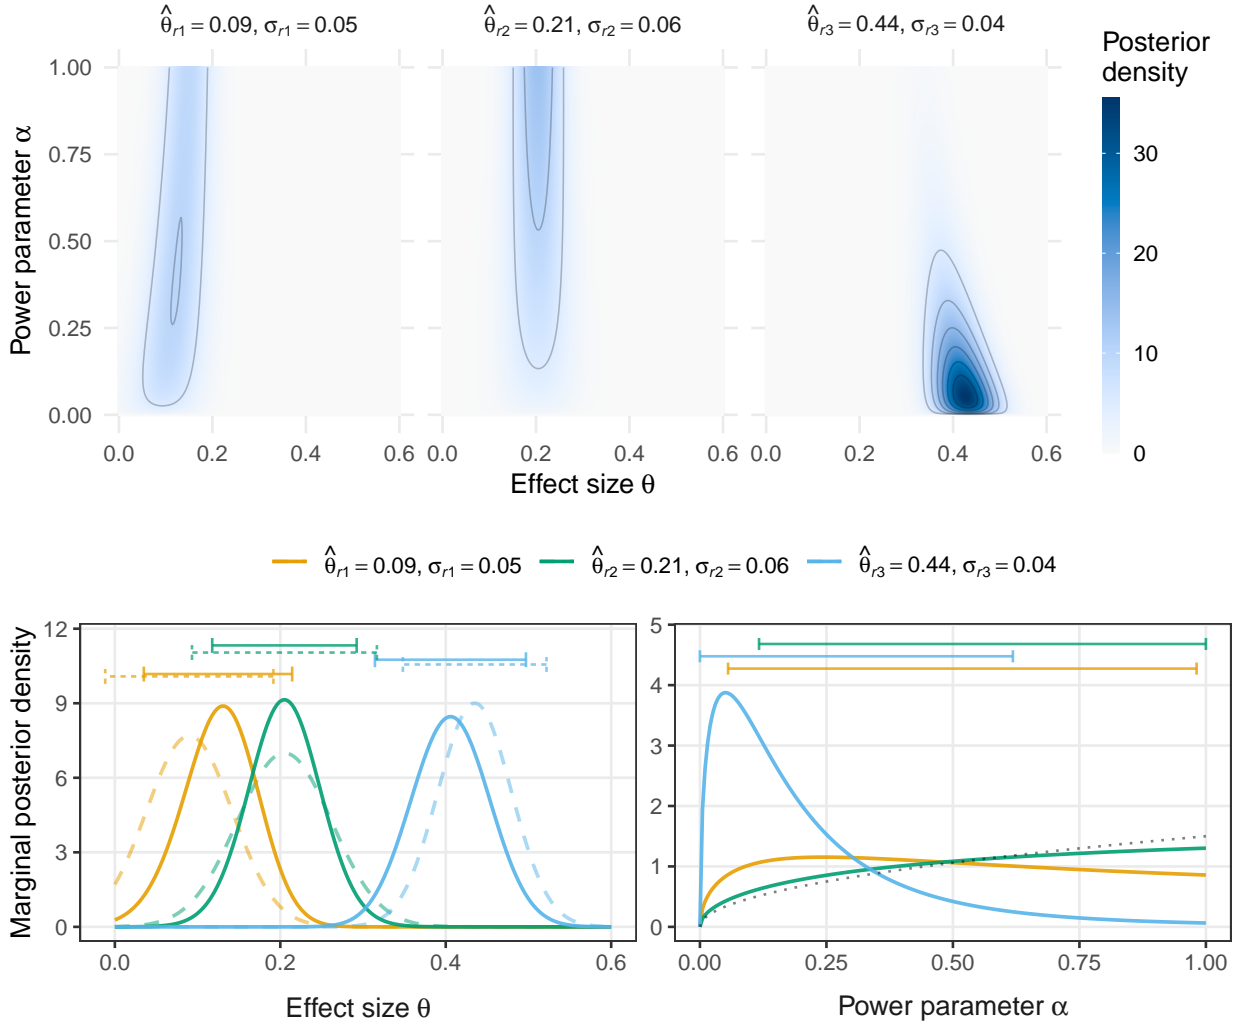 θ̂r1 = 0.09, σr1 = 0.05
θ̂r2 = 0.21, σr2 = 0.06
θ̂r3 = 0.44, σr3 = 0.04
Posterior
density
30
20
10
0
Power parameter α
1.00
0.75
0.50
0.25
0.00
0.0 0.2 0.4 0.6
0.0 0.2 0.4 0.6
0.0 0.2 0.4 0.6
Effect size θ
θ̂r1 = 0.09, σr1 = 0.05
θ̂r2 = 0.21, σr2 = 0.06
θ̂r3 = 0.44, σr3 = 0.04
Marginal posterior density
12
9
6
3
0
0.0 0.2 0.4 0.6
Effect size θ
5
4
3
2
1
0
0.00 0.25 0.50 0.75 1.00
Power parameter α